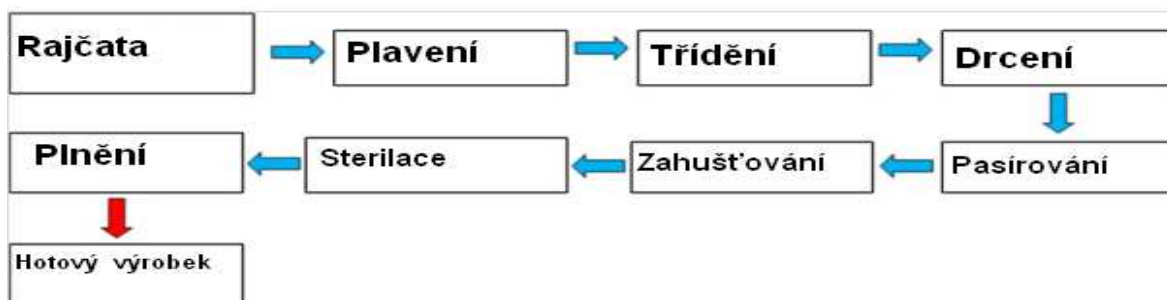 Rajčata
Plavení
Třídění
Drcení
Plnění
Sterilace
Zahušťování
Pasírování
Hotový výrobek